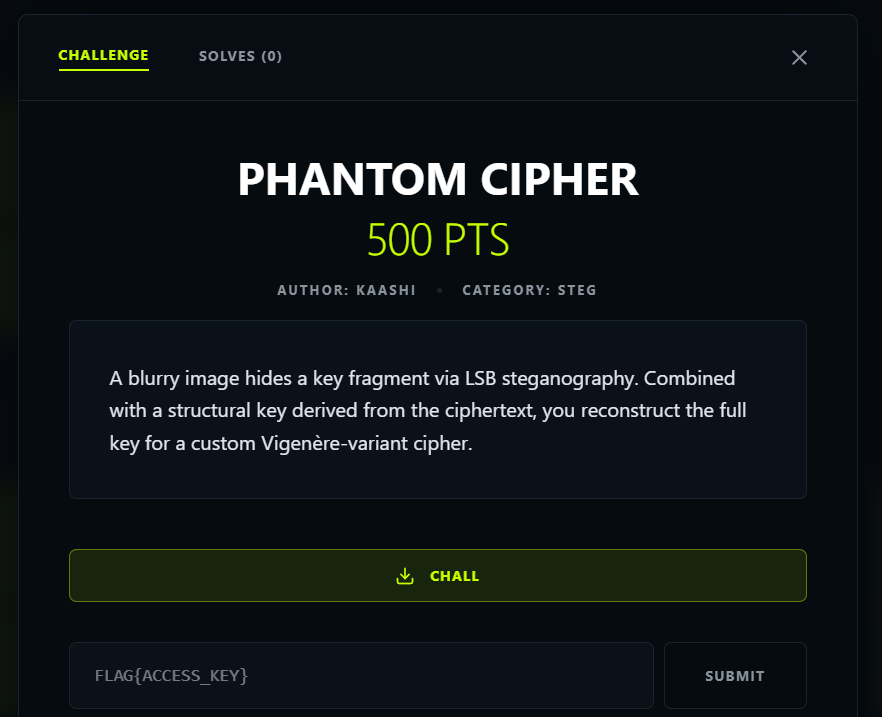 CHALLENGE
SOLVES (0)
PHANTOM CIPHER
500 PTS
AUTHOR: KAASHI • CATEGORY: STEG
A blurry image hides a key fragment via LSB steganography. Combined
with a structural key derived from the ciphertext, you reconstruct the full
key for a custom Vigenère-variant cipher.
CHALL
FLAG{ACCESS_KEY}
SUBMIT